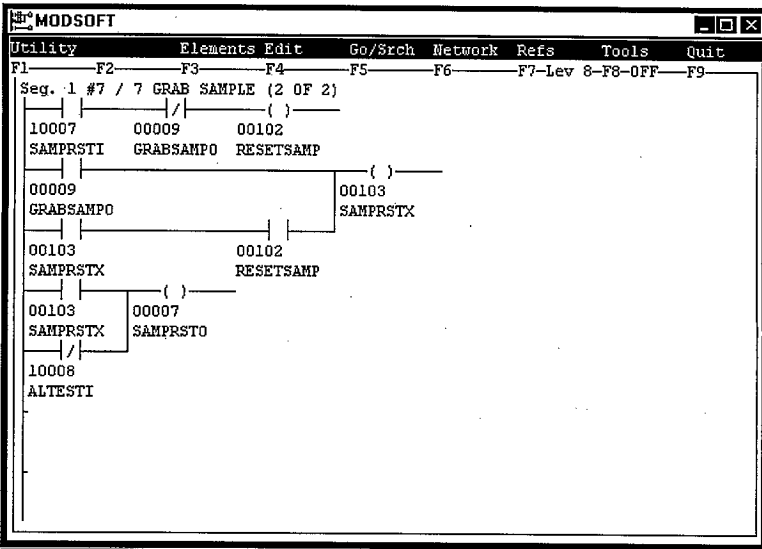 MODSOFT
Utility Elements Edit Go/Srch Network Refs Tools Quit
F1 F2 F3 F4 F5 F6 F7-Lev 8-F8-OFF F9
Seg. 1 #7 / 7 GRAB SAMPLE (2 OF 2)
10007 00009 00102
SAMPRSTI GRABSAMPO RESETSAMP
00009 00103
GRABSAMPO SAMPRSTX
00103 00102
SAMPRSTX RESETSAMP
00103 00007
SAMPRSTX SAMPRSTO
10008
ALTESTI